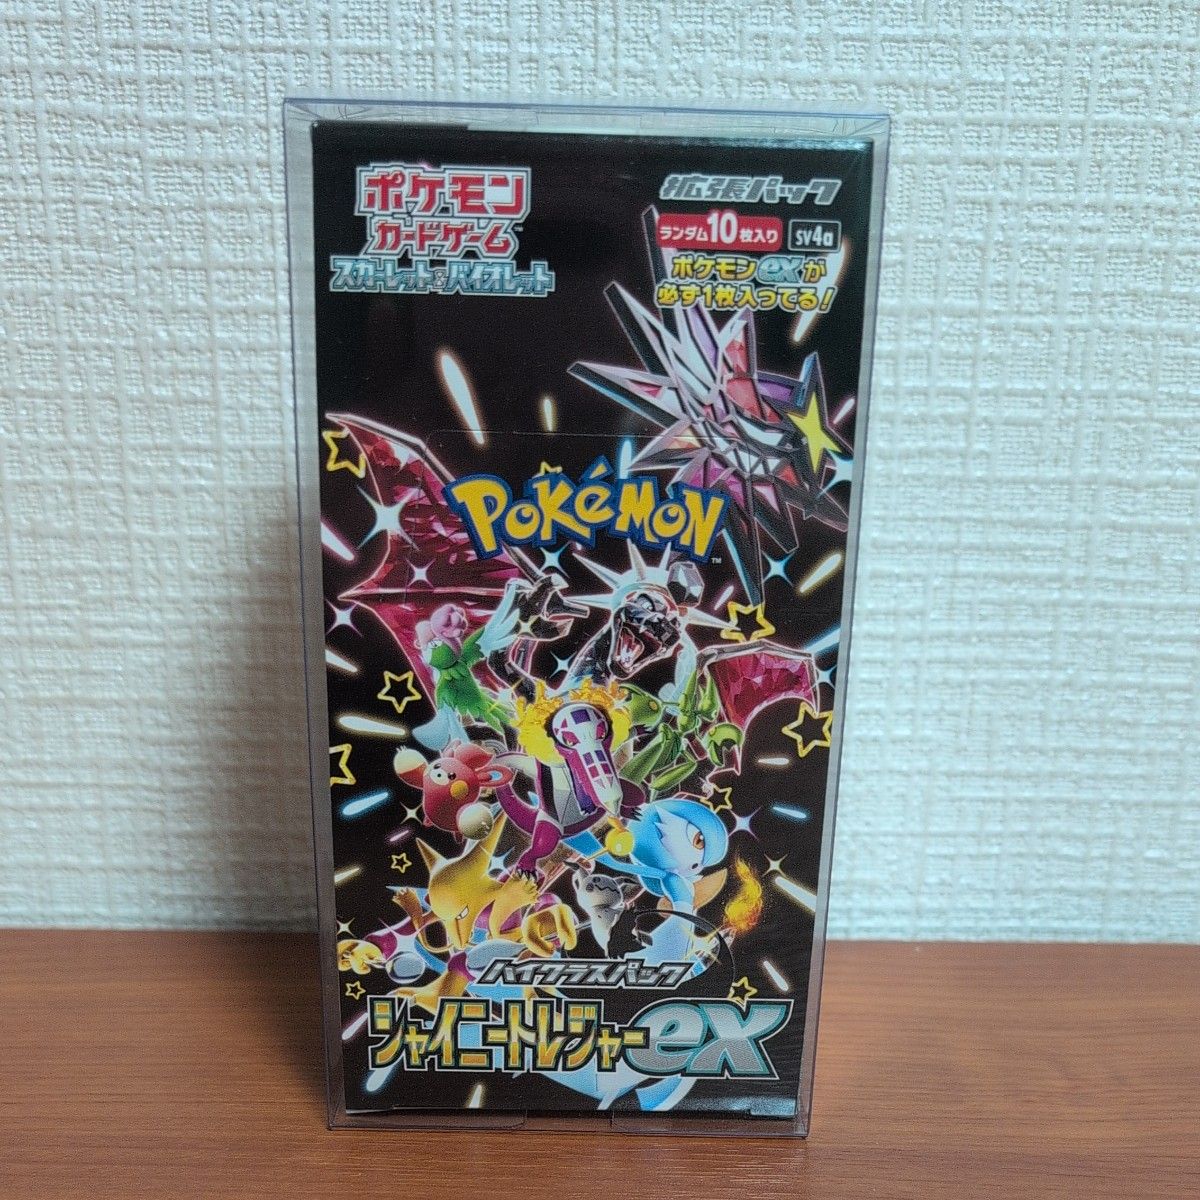 ポケモン
カードゲーム
スカーレット&バイオレット
拡張パック
ランダム10枚入り SV4a
ポケモンexが
必ず1枚入ってる!
POKéMON
TM
ハイクラスパック
シャイニートレジャーex